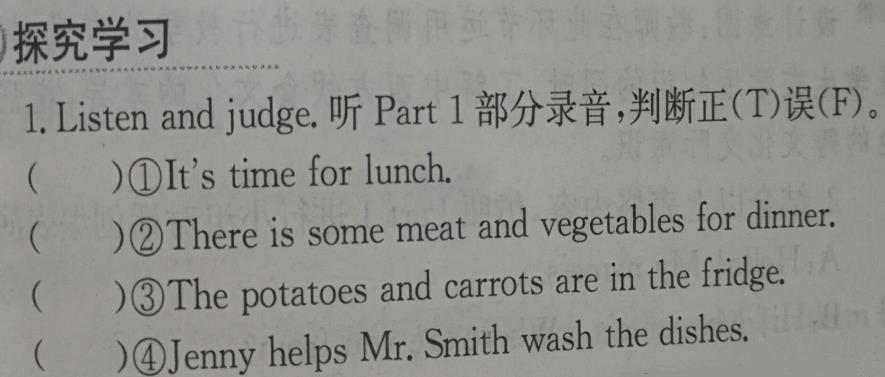 探究学习
1. Listen and judge. 听 Part 1 部分录音,判断正(T)误(F)。
(　　)①It's time for lunch.
(　　)②There is some meat and vegetables for dinner.
(　　)③The potatoes and carrots are in the fridge.
(　　)④Jenny helps Mr. Smith wash the dishes.